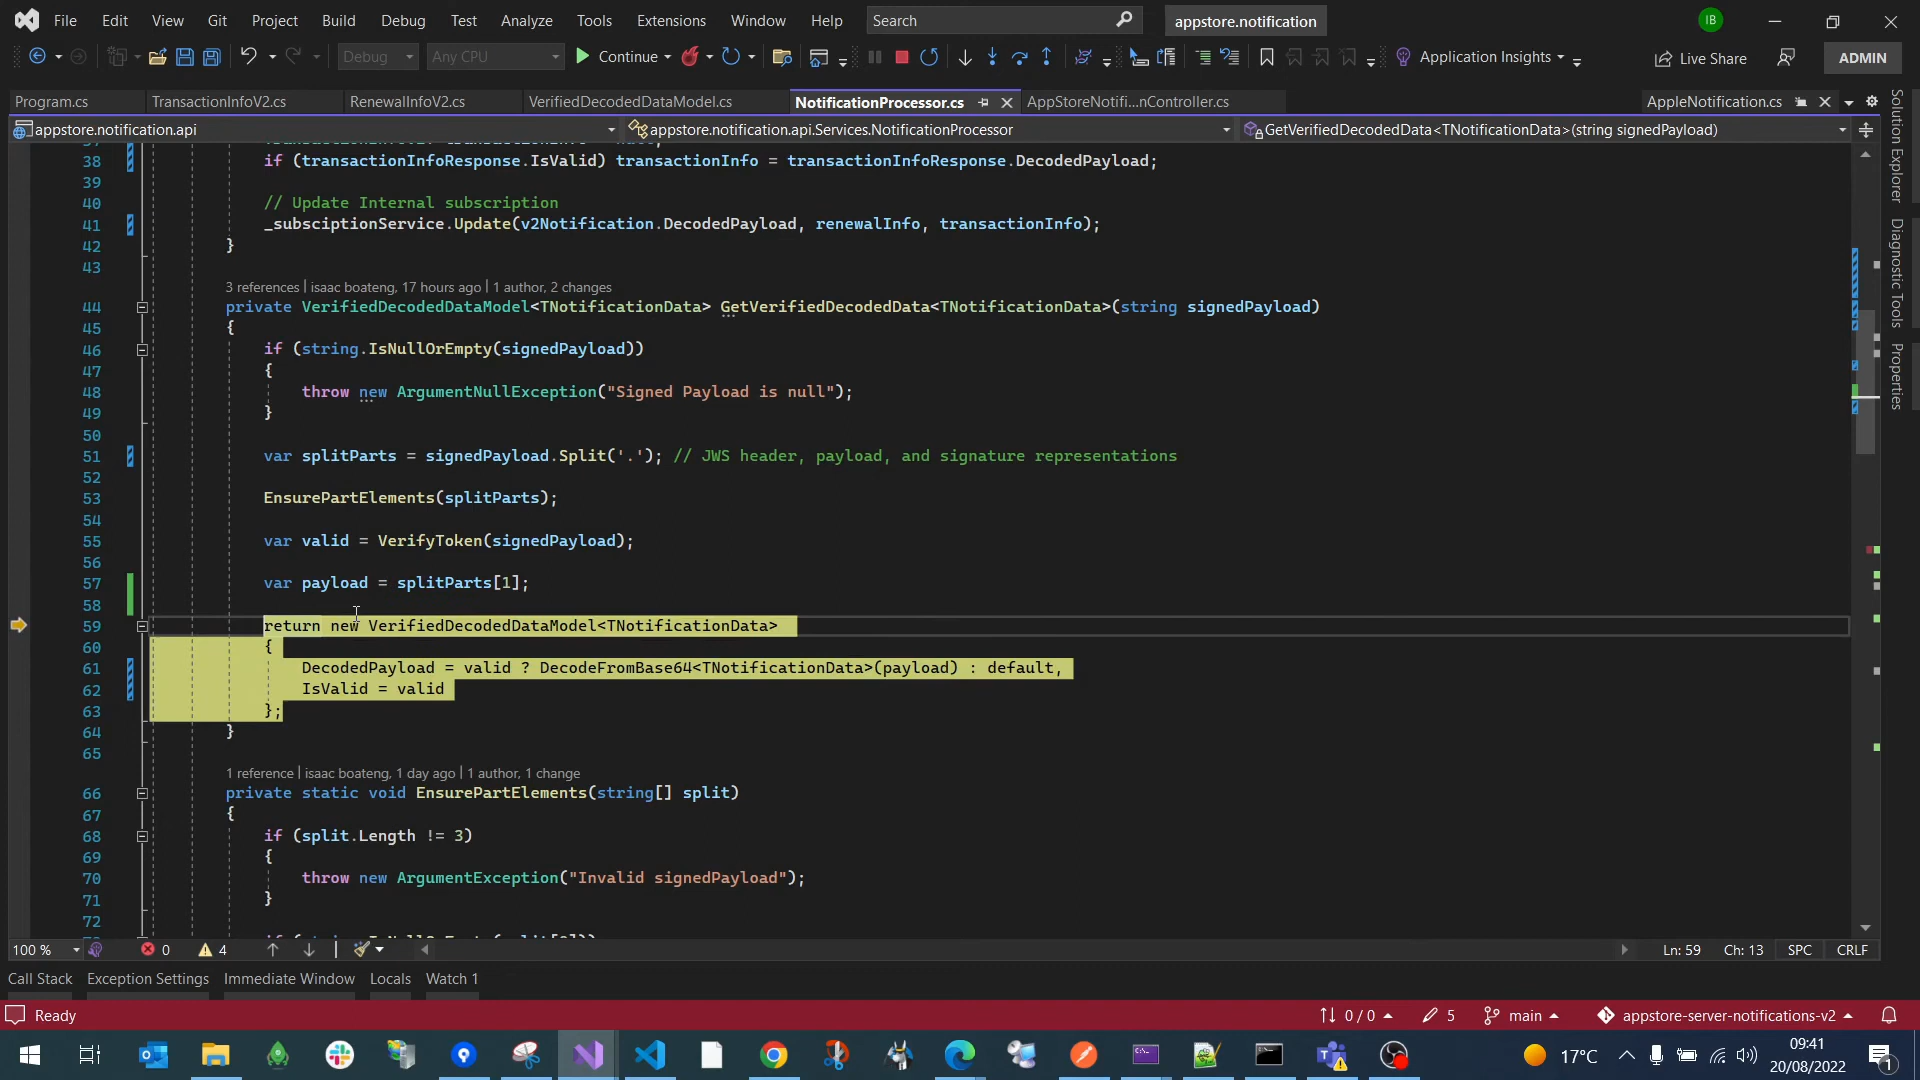 File Edit View Git Project Build Debug Test Analyze Tools Extensions Window Help Search appstore.notification IB
Debug Any CPU Continue Application Insights Live Share ADMIN
Program.cs TransactionInfoV2.cs RenewalInfoV2.cs VerifiedDecodedDataModel.cs NotificationProcessor.cs AppStoreNotifi...nController.cs AppleNotification.cs
appstore.notification.api appstore.notification.api.Services.NotificationProcessor GetVerifiedDecodedData<TNotificationData>(string signedPayload)
38 if (transactionInfoResponse.IsValid) transactionInfo = transactionInfoResponse.DecodedPayload;
39
40 // Update Internal subscription
41 _subsciptionService.Update(v2Notification.DecodedPayload, renewalInfo, transactionInfo);
42 }
43
3 references | isaac boateng, 17 hours ago | 1 author, 2 changes
44 private VerifiedDecodedDataModel<TNotificationData> GetVerifiedDecodedData<TNotificationData>(string signedPayload)
45 {
46 if (string.IsNullOrEmpty(signedPayload))
47 {
48 throw new ArgumentNullException("Signed Payload is null");
49 }
50
51 var splitParts = signedPayload.Split('.'); // JWS header, payload, and signature representations
52
53 EnsurePartElements(splitParts);
54
55 var valid = VerifyToken(signedPayload);
56
57 var payload = splitParts[1];
58
59 return new VerifiedDecodedDataModel<TNotificationData>
60 {
61 DecodedPayload = valid ? DecodeFromBase64<TNotificationData>(payload) : default,
62 IsValid = valid
63 };
64 }
65
1 reference | isaac boateng, 1 day ago | 1 author, 1 change
66 private static void EnsurePartElements(string[] split)
67 {
68 if (split.Length != 3)
69 {
70 throw new ArgumentException("Invalid signedPayload");
71 }
72
Solution Explorer
Diagnostic Tools
Properties
100 % 0 4 Ln: 59 Ch: 13 SPC CRLF
Call Stack Exception Settings Immediate Window Locals Watch 1
Ready 0 / 0 5 main appstore-server-notifications-v2
17°C 09:41
20/08/2022
1